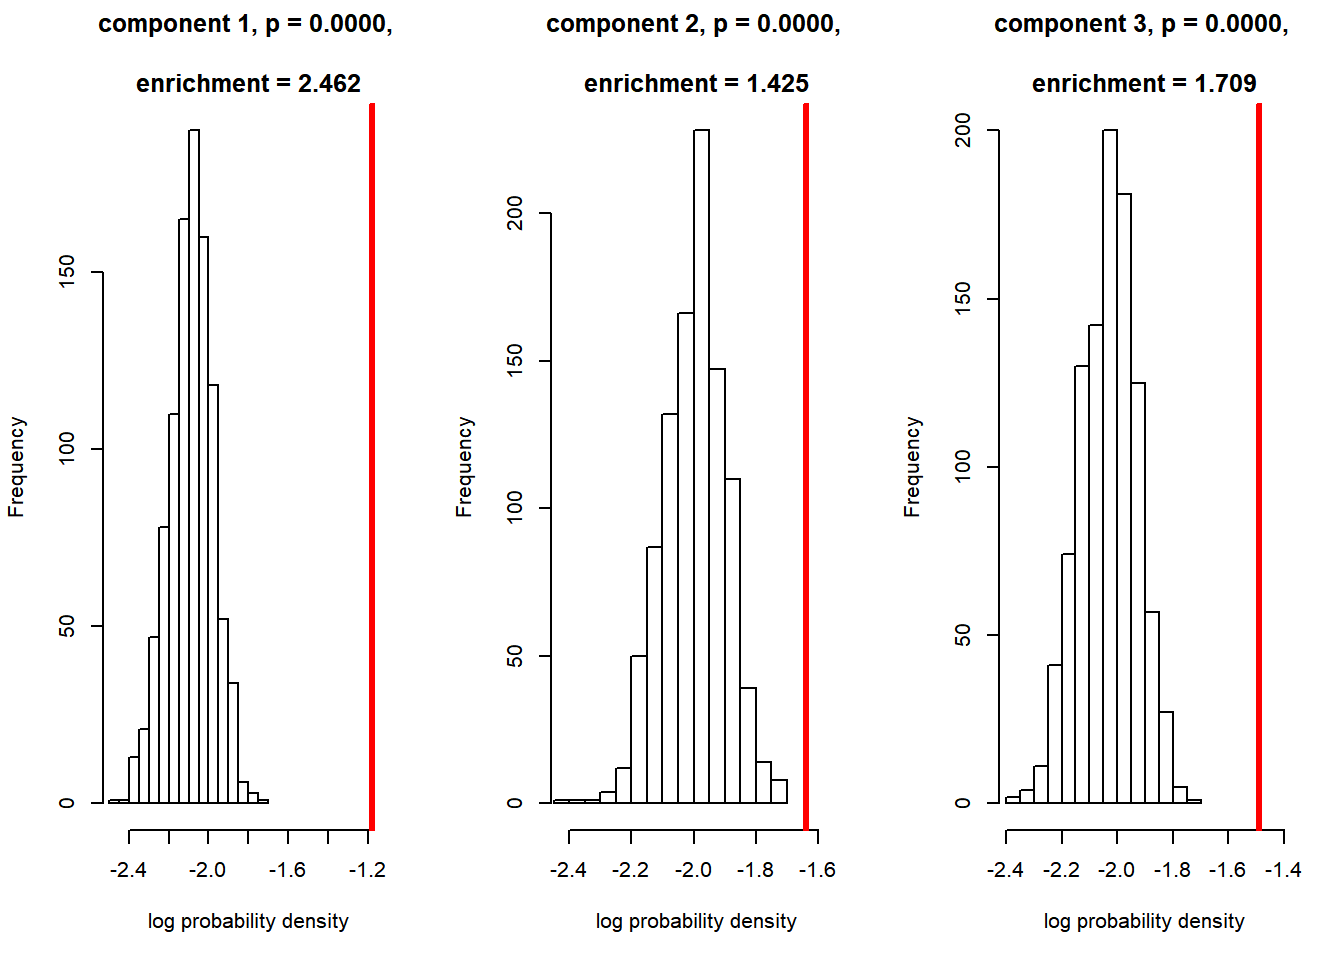 component 1, p = 0.0000,
enrichment = 2.462
Frequency
150
100
50
0
-2.4 -2.0 -1.6 -1.2
log probability density
component 2, p = 0.0000,
enrichment = 1.425
Frequency
200
150
100
50
0
-2.4 -2.2 -2.0 -1.8 -1.6
log probability density
component 3, p = 0.0000,
enrichment = 1.709
Frequency
200
150
100
50
0
-2.4 -2.2 -2.0 -1.8 -1.6 -1.4
log probability density